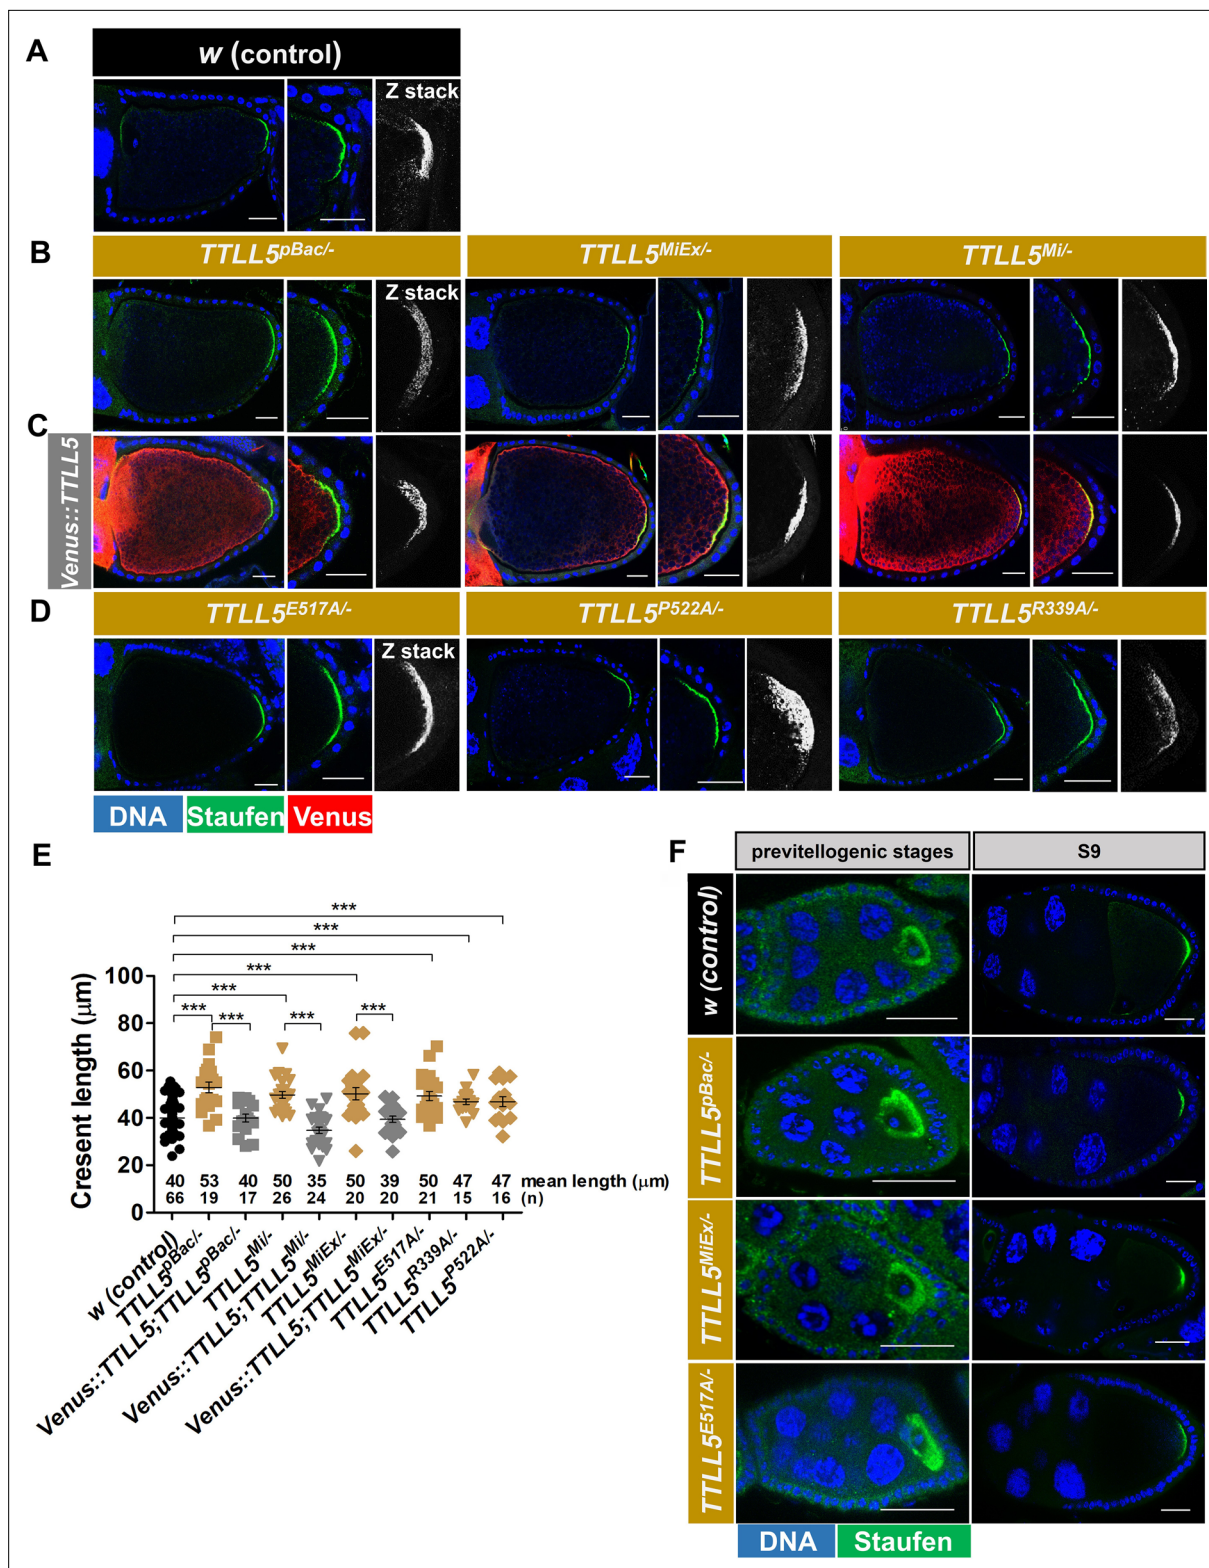 A
w (control)
Z stack
B
TTLL5pBac/-
TTLL5MiEx/-
TTLL5Mi/-
Z stack
C
Venus::TTLL5
D
TTLL5E517A/-
TTLL5P522A/-
TTLL5R339A/-
Z stack
DNA
Staufen
Venus
E
***
***
***
***
***
***
***
***
***
Cresent length (µm)
100
80
60
40
20
0
40 53 40 50 35 50 39 50 47 47 mean length (µm)
66 19 17 26 24 20 20 21 15 16 (n)
w (control)
TTLL5pBac/-
Venus::TTLL5; TTLL5pBac/-
TTLL5Mi/-
Venus::TTLL5; TTLL5Mi/-
TTLL5MiEx/-
Venus::TTLL5; TTLL5MiEx/-
TTLL5E517A/-
TTLL5R339A/-
TTLL5P522A/-
F
previtellogenic stages
S9
w (control)
TTLL5pBac/-
TTLL5MiEx/-
TTLL5E517A/-
DNA
Staufen